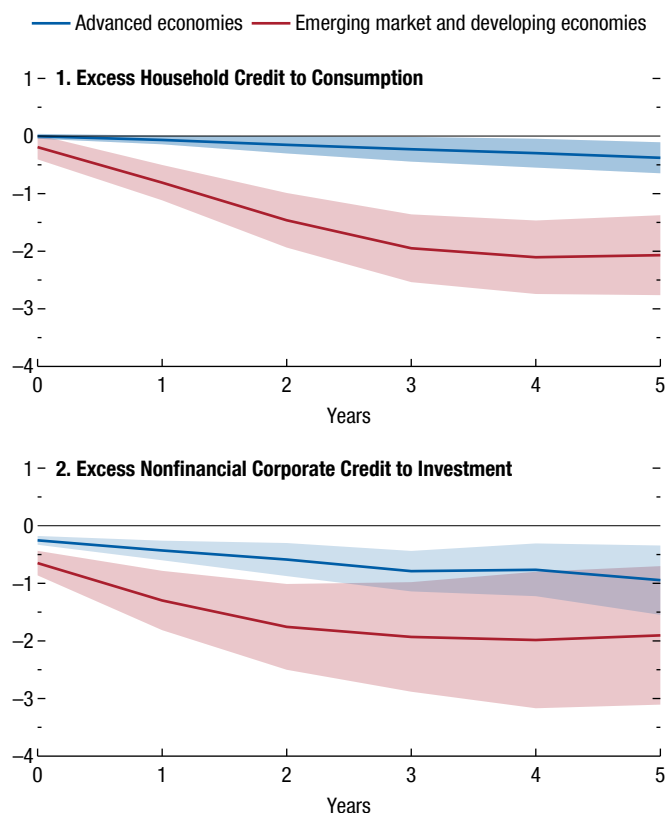 Advanced economies Emerging market and developing economies
1. Excess Household Credit to Consumption
1
0
–1
–2
–3
–4
0 1 2 3 4 5
Years
2. Excess Nonfinancial Corporate Credit to Investment
1
0
–1
–2
–3
–4
0 1 2 3 4 5
Years